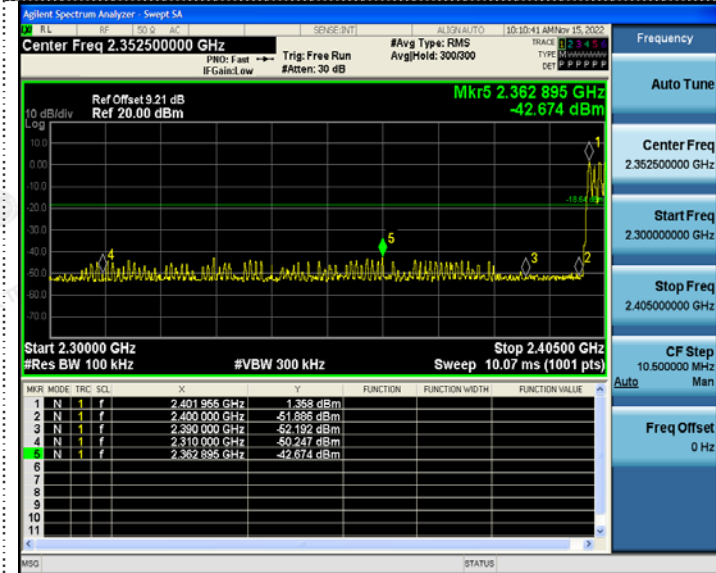 Agilent Spectrum Analyzer - Swept SA
RL RF 50 Ω AC SENSE:INT ALIGN AUTO 10:10:41 AM Nov 15, 2022
Center Freq 2.352500000 GHz
PNO: Fast
IFGain:Low
Trig: Free Run
#Atten: 30 dB
#Avg Type: RMS
Avg|Hold: 300/300
TRACE 1 2 3 4 5 6
TYPE M
DET P P P P P P
Mkr5 2.362 895 GHz
-42.674 dBm
Ref Offset 9.21 dB
10 dB/div Ref 20.00 dBm
Log
10.0
0.00
-10.0
-20.0
-30.0
-40.0
-50.0
-60.0
-70.0
-18.64 dBm
1
5
4
3
2
Start 2.30000 GHz Stop 2.40500 GHz
#Res BW 100 kHz #VBW 300 kHz Sweep 10.07 ms (1001 pts)
MKR MODE TRC SCL X Y FUNCTION FUNCTION WIDTH FUNCTION VALUE
1 N 1 f 2.401 955 GHz 1.358 dBm
2 N 1 f 2.400 000 GHz -51.886 dBm
3 N 1 f 2.390 000 GHz -52.192 dBm
4 N 1 f 2.310 000 GHz -50.247 dBm
5 N 1 f 2.362 895 GHz -42.674 dBm
6
7
8
9
10
11
MSG STATUS
Frequency
Auto Tune
Center Freq
2.352500000 GHz
Start Freq
2.300000000 GHz
Stop Freq
2.405000000 GHz
CF Step
10.500000 MHz
Auto Man
Freq Offset
0 Hz